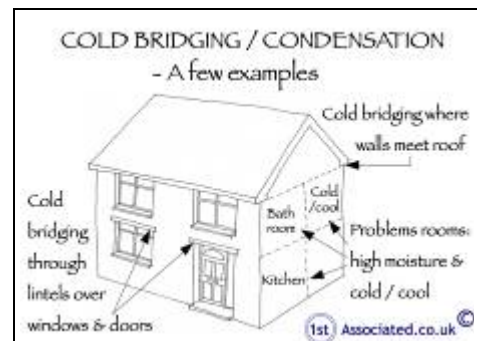 COLD BRIDGING / CONDENSATION
- A few examples
Cold bridging where
walls meet roof
Cold
/cool
Bath
room
Kitchen
Cold
bridging
through
lintels over
windows & doors
Problems rooms:
high moisture &
cold / cool
1st Associated.co.uk ©